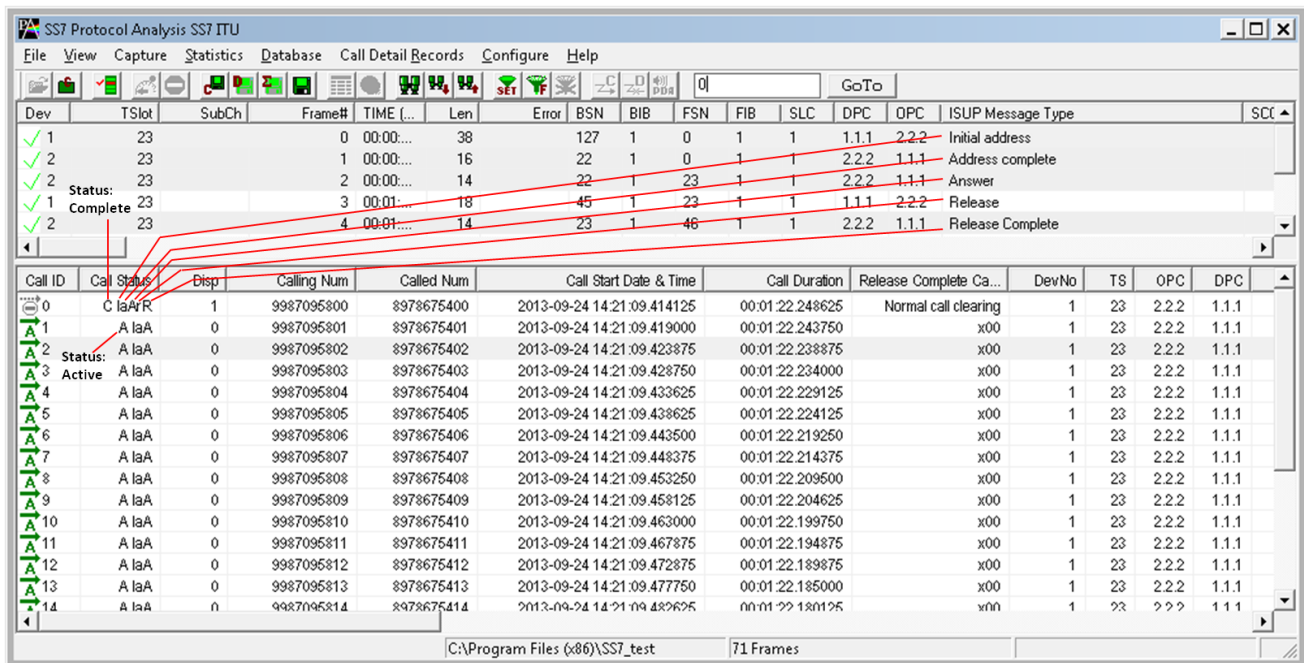 SS7 Protocol Analysis SS7 ITU
File View Capture Statistics Database Call Detail Records Configure Help
0 GoTo
Dev TSlot SubCh Frame# TIME (... Len Error BSN BIB FSN FIB SLC DPC OPC ISUP Message Type SCC
1 23 0 00:00:... 38 127 1 0 1 1 1.1.1 2.2.2 Initial address
2 23 1 00:00:... 16 22 1 0 1 1 2.2.2 1.1.1 Address complete
2 23 2 00:00:... 14 22 1 23 1 1 2.2.2 1.1.1 Answer
1 23 3 00:01:... 18 45 1 23 1 1 1.1.1 2.2.2 Release
2 23 4 00:01:... 14 23 1 46 1 1 2.2.2 1.1.1 Release Complete
Status:
Complete
Call ID Call Status Disp Calling Num Called Num Call Start Date & Time Call Duration Release Complete Ca... DevNo TS OPC DPC
0 C IaArR 1 9987095800 8978675400 2013-09-24 14:21:09.414125 00:01:22.248625 Normal call clearing 1 23 2.2.2 1.1.1
1 A IaA 0 9987095801 8978675401 2013-09-24 14:21:09.419000 00:01:22.243750 x00 1 23 2.2.2 1.1.1
2 A IaA 0 9987095802 8978675402 2013-09-24 14:21:09.423875 00:01:22.238875 x00 1 23 2.2.2 1.1.1
3 A IaA 0 9987095803 8978675403 2013-09-24 14:21:09.428750 00:01:22.234000 x00 1 23 2.2.2 1.1.1
4 A IaA 0 9987095804 8978675404 2013-09-24 14:21:09.433625 00:01:22.229125 x00 1 23 2.2.2 1.1.1
5 A IaA 0 9987095805 8978675405 2013-09-24 14:21:09.438625 00:01:22.224125 x00 1 23 2.2.2 1.1.1
6 A IaA 0 9987095806 8978675406 2013-09-24 14:21:09.443500 00:01:22.219250 x00 1 23 2.2.2 1.1.1
7 A IaA 0 9987095807 8978675407 2013-09-24 14:21:09.448375 00:01:22.214375 x00 1 23 2.2.2 1.1.1
8 A IaA 0 9987095808 8978675408 2013-09-24 14:21:09.453250 00:01:22.209500 x00 1 23 2.2.2 1.1.1
9 A IaA 0 9987095809 8978675409 2013-09-24 14:21:09.458125 00:01:22.204625 x00 1 23 2.2.2 1.1.1
10 A IaA 0 9987095810 8978675410 2013-09-24 14:21:09.463000 00:01:22.199750 x00 1 23 2.2.2 1.1.1
11 A IaA 0 9987095811 8978675411 2013-09-24 14:21:09.467875 00:01:22.194875 x00 1 23 2.2.2 1.1.1
12 A IaA 0 9987095812 8978675412 2013-09-24 14:21:09.472875 00:01:22.189875 x00 1 23 2.2.2 1.1.1
13 A IaA 0 9987095813 8978675413 2013-09-24 14:21:09.477750 00:01:22.185000 x00 1 23 2.2.2 1.1.1
14 A IaA 0 9987095814 8978675414 2013-09-24 14:21:09.482625 00:01:22.180125 x00 1 23 2.2.2 1.1.1
Status:
Active
C:\Program Files (x86)\SS7_test 71 Frames